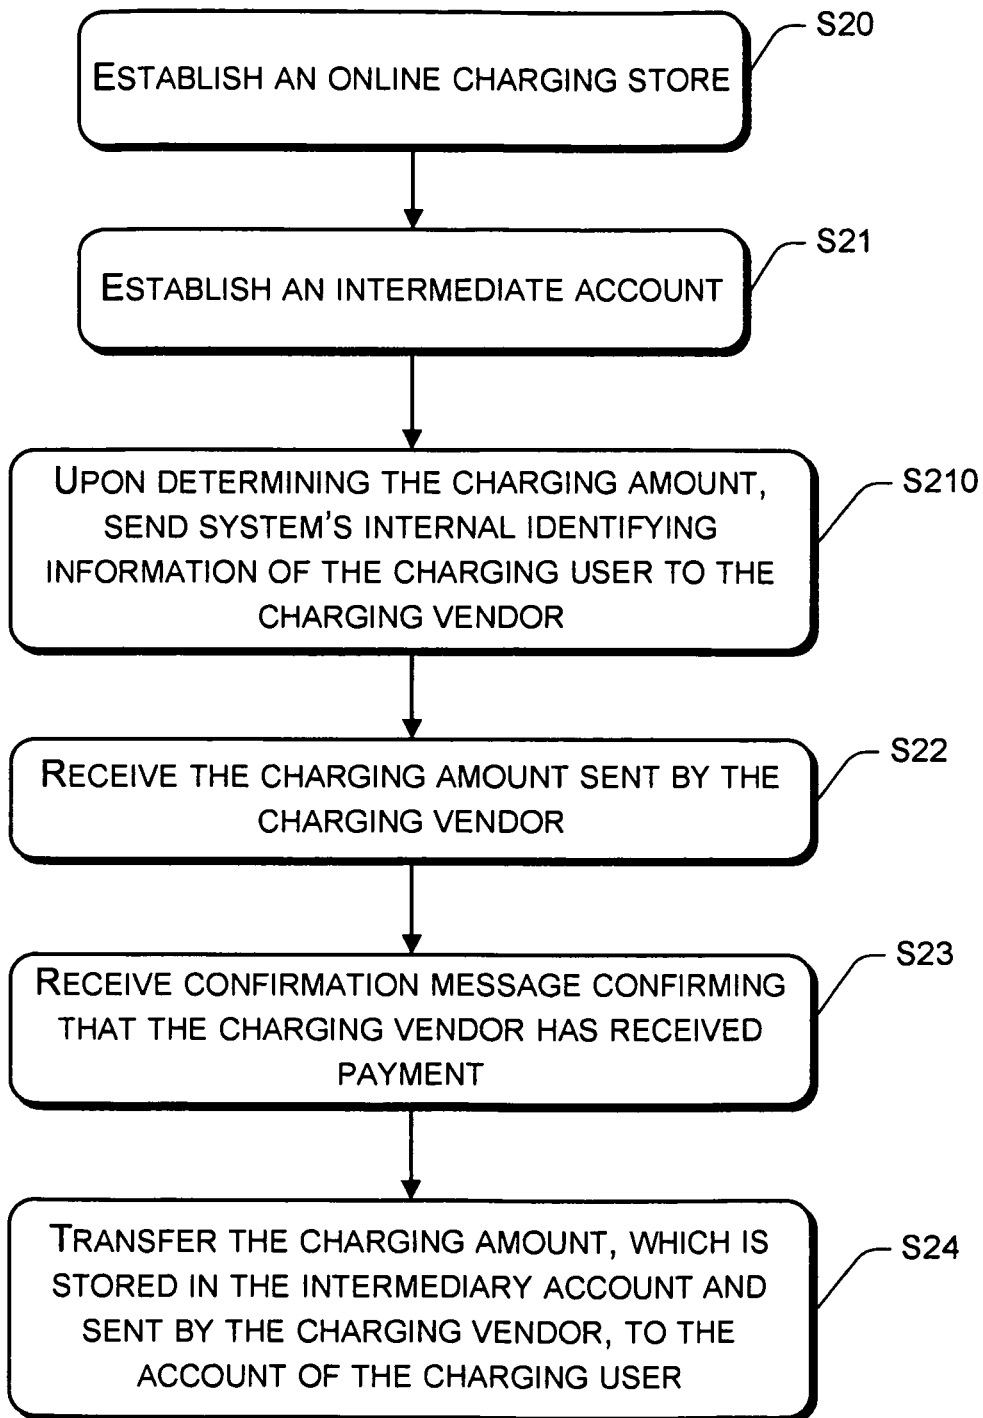 ESTABLISH AN ONLINE CHARGING STORE
S20
ESTABLISH AN INTERMEDIATE ACCOUNT
S21
UPON DETERMINING THE CHARGING AMOUNT,
SEND SYSTEM'S INTERNAL IDENTIFYING
INFORMATION OF THE CHARGING USER TO THE
CHARGING VENDOR
S210
RECEIVE THE CHARGING AMOUNT SENT BY THE
CHARGING VENDOR
S22
RECEIVE CONFIRMATION MESSAGE CONFIRMING
THAT THE CHARGING VENDOR HAS RECEIVED
PAYMENT
S23
TRANSFER THE CHARGING AMOUNT, WHICH IS
STORED IN THE INTERMEDIARY ACCOUNT AND
SENT BY THE CHARGING VENDOR, TO THE
ACCOUNT OF THE CHARGING USER
S24